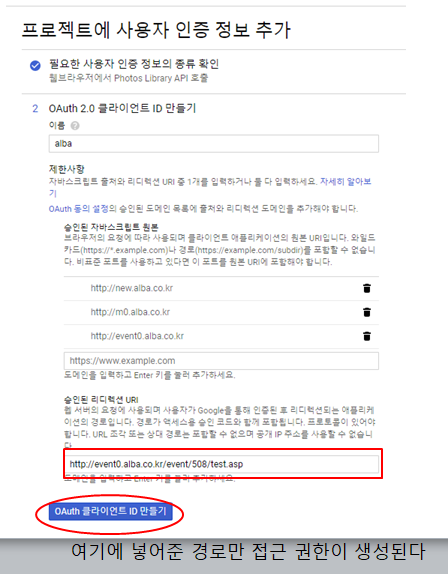 프로젝트에 사용자 인증 정보 추가
필요한 사용자 인증 정보의 종류 확인
웹브라우저에서 Photos Library API 호출
2 OAuth 2.0 클라이언트 ID 만들기
이름 ?
alba
제한사항
자바스크립트 출처와 리디렉션 URI 중 1개를 입력하거나 둘 다 입력하세요. 자세히 알아보
기
OAuth 동의 설정의 승인된 도메인 목록에 출처와 리디렉션 도메인을 추가해야 합니다.
승인된 자바스크립트 원본
브라우저의 요청에 따라 사용되며 클라이언트 애플리케이션의 원본 URI입니다. 와일드
카드(https://*.example.com)나 경로(https://example.com/subdir)를 포함할 수 없습니
다. 비표준 포트를 사용하고 있다면 이 포트를 원본 URI에 포함해야 합니다.
http://new.alba.co.kr
http://m0.alba.co.kr
http://event0.alba.co.kr
https://www.example.com
도메인을 입력하고 Enter 키를 눌러 추가하세요.
승인된 리디렉션 URI
웹 서버의 요청에 사용되며 사용자가 Google을 통해 인증된 후 리디렉션되는 애플리케
이션의 경로입니다. 경로가 액세스용 승인 코드와 함께 포함됩니다. 프로토콜이 있어야
합니다. URL 조각 또는 상대 경로는 포함할 수 없으며 공개 IP 주소를 사용할 수 없습니
다.
http://event0.alba.co.kr/event/508/test.asp
도메인을 입력하고 Enter 키를 눌러 추가하세요.
OAuth 클라이언트 ID 만들기
여기에 넣어준 경로만 접근 권한이 생성된다